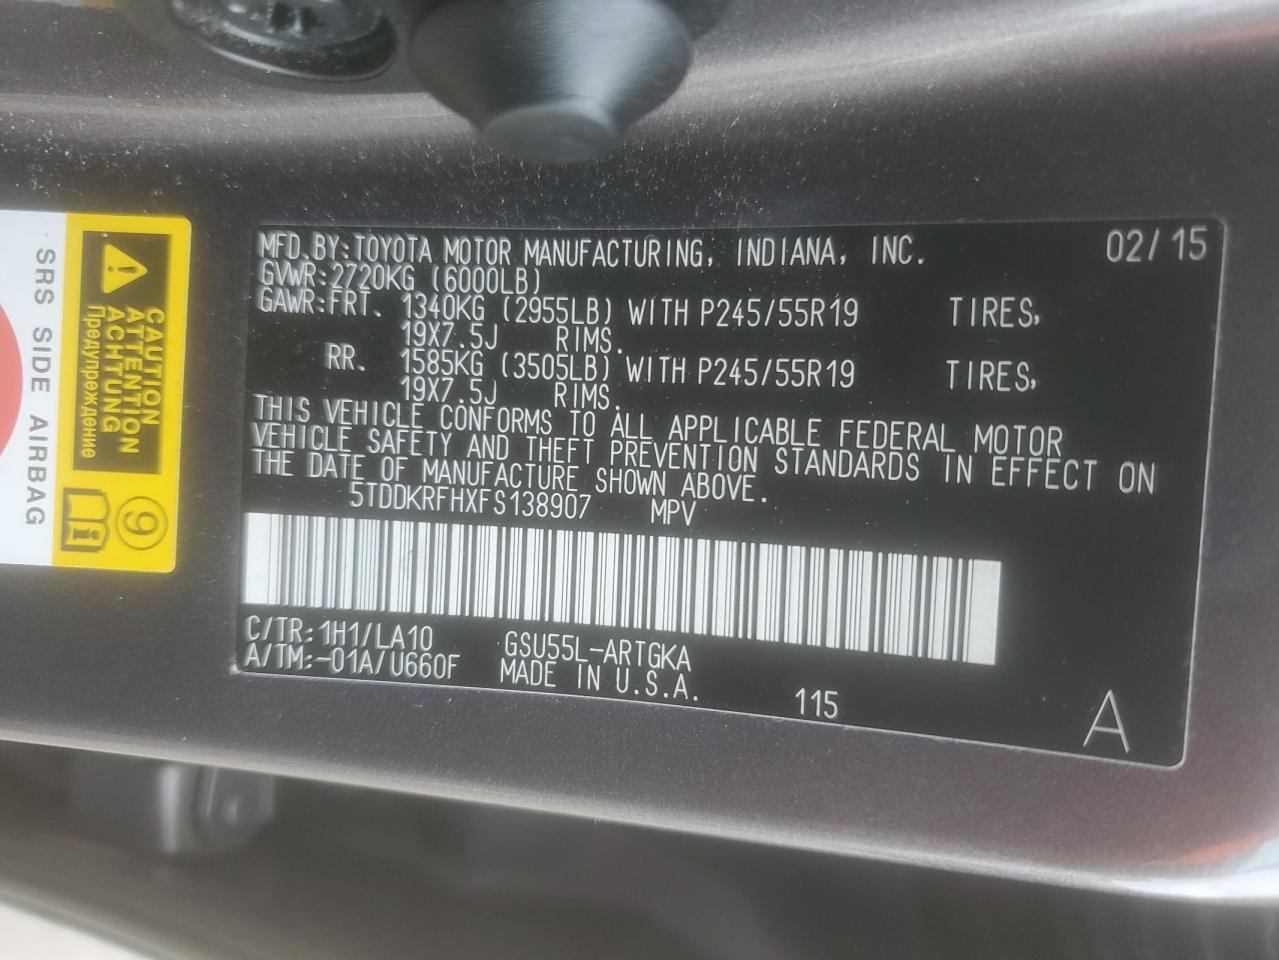 MFD.BY:TOYOTA MOTOR MANUFACTURING, INDIANA, INC. 02/15
GVWR:2720KG (6000LB)
GAWR:FRT. 1340KG (2955LB) WITH P245/55R19 TIRES,
19X7.5J RIMS.
RR. 1585KG (3505LB) WITH P245/55R19 TIRES,
19X7.5J RIMS.
THIS VEHICLE CONFORMS TO ALL APPLICABLE FEDERAL MOTOR
VEHICLE SAFETY AND THEFT PREVENTION STANDARDS IN EFFECT ON
THE DATE OF MANUFACTURE SHOWN ABOVE.
5TDDKRFHXFS138907 MPV
C/TR:1H1/LA10 GSU55L-ARTGKA
A/TM:-01A/U660F MADE IN U.S.A.
115
A
CAUTION
ATTENTION
ACHTUNG
Предупреждение
9
SRS SIDE AIRBAG